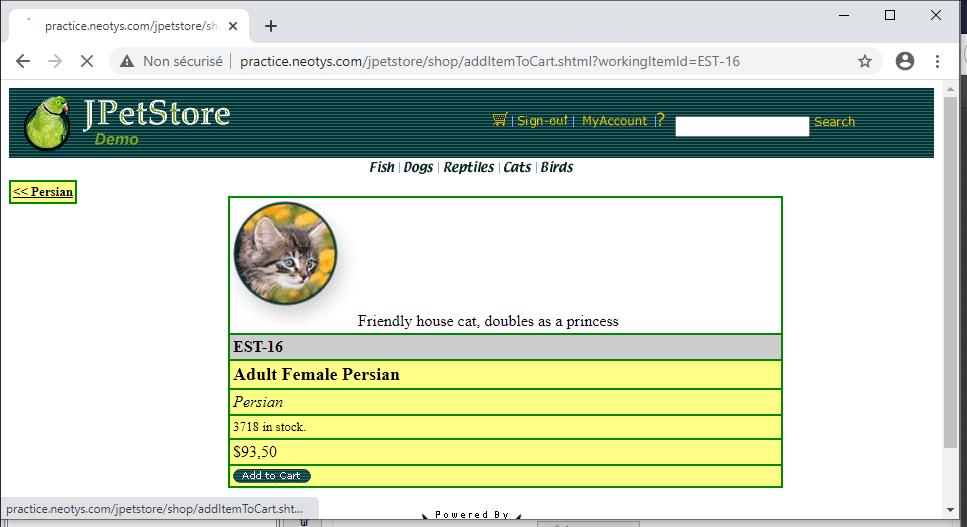 practice.neotys.com/jpetstore/sh
Non sécurisé | practice.neotys.com/jpetstore/shop/addItemToCart.shtml?workingItemId=EST-16
JPetStore
Demo
| Sign-out | MyAccount | ? Search
Fish | Dogs | Reptiles | Cats | Birds
<< Persian
Friendly house cat, doubles as a princess
EST-16
Adult Female Persian
Persian
3718 in stock.
$93,50
Add to Cart
practice.neotys.com/jpetstore/shop/addItemToCart.sht...
Powered By